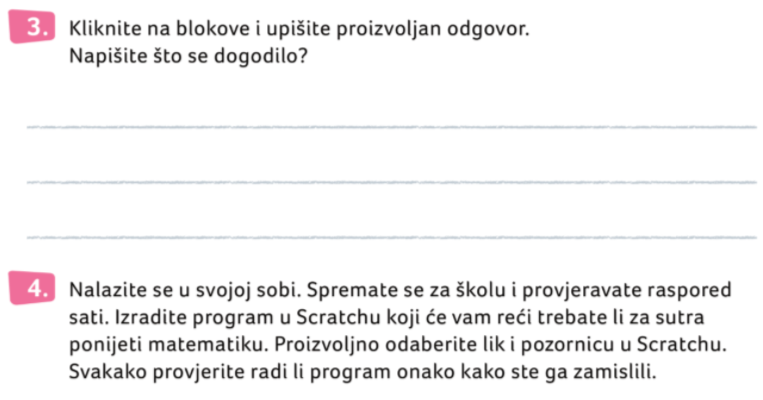 3. Kliknite na blokove i upišite proizvoljan odgovor.
Napišite što se dogodilo?
4. Nalazite se u svojoj sobi. Spremate se za školu i provjeravate raspored
sati. Izradite program u Scratchu koji će vam reći trebate li za sutra
ponijeti matematiku. Proizvoljno odaberite lik i pozornicu u Scratchu.
Svakako provjerite radi li program onako kako ste ga zamislili.